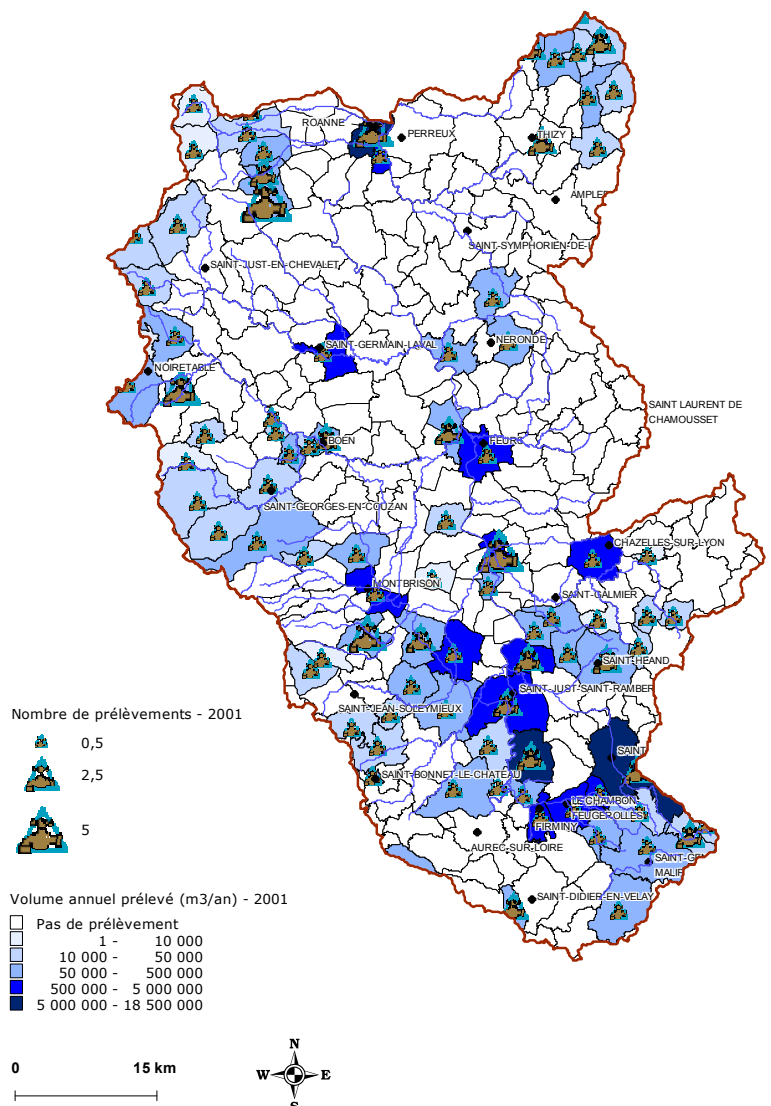 ROANNE
PERREUX
THIZY
SAINT-SYMPHORIEN-DE-L
SAINT-JUST-EN-CHEVALET
SAINT-GERMAIN-LAVAL
NERONDE
NOIRETABLE
SAINT LAURENT DE
CHAMOUSSET
BOEN
FEURS
SAINT-GEORGES-EN-COUZAN
CHAZELLES-SUR-LYON
MONTBRISON
SAINT-GALMIER
SAINT-HEAND
SAINT-JUST-SAINT-RAMBER
SAINT-JEAN-SOLEYMIEUX
Nombre de prélèvements - 2001
0,5
2,5
5
SAINT
SAINT-BONNET-LE-CHATEAU
LE CHAMBON
FEUGEROLLES
FIRMINY
AUREC-SUR-LOIRE
MALIF
SAINT-DIDIER-EN-VELAY
Volume annuel prélevé (m3/an) - 2001
Pas de prélèvement
1 - 10 000
10 000 - 50 000
50 000 - 500 000
500 000 - 5 000 000
5 000 000 - 18 500 000
0 15 km
N
W E
S